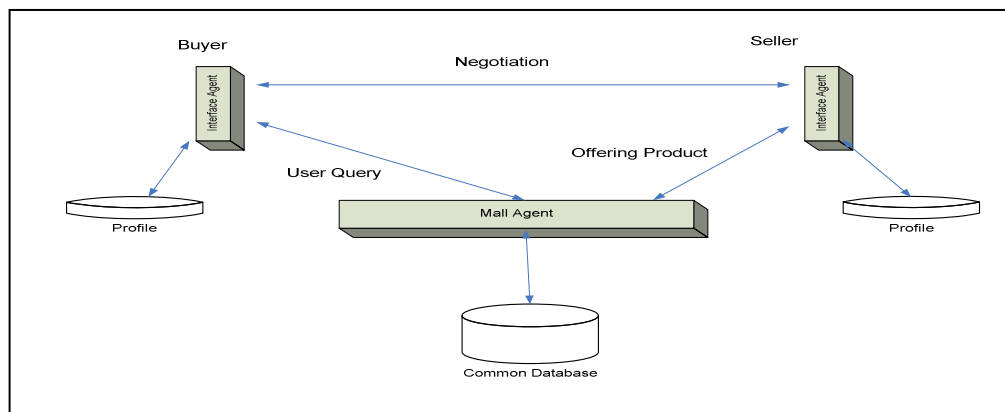 Buyer
Seller
Negotiation
Interface Agent
Interface Agent
Offering Product
User Query
Mall Agent
Profile
Profile
Common Database